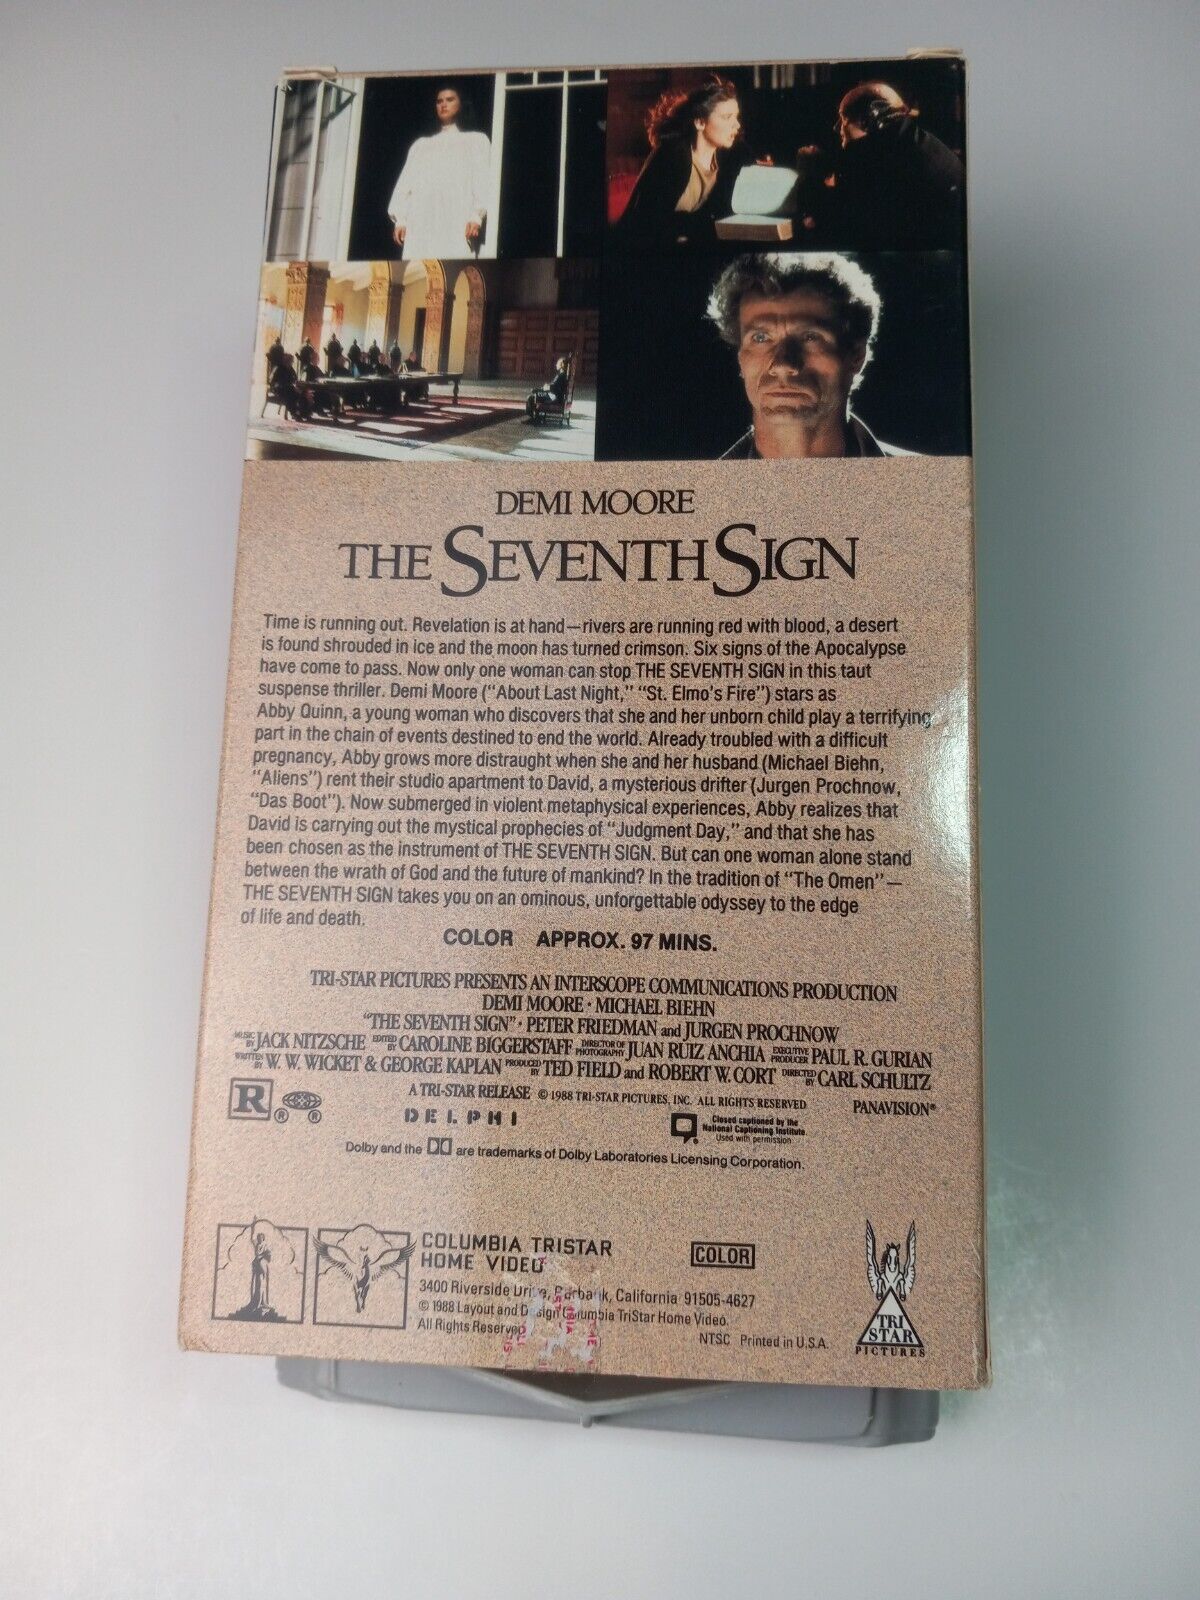 DEMI MOORE
THE SEVENTH SIGN
Time is running out. Revelation is at hand—rivers are running red with blood, a desert
is found shrouded in ice and the moon has turned crimson. Six signs of the Apocalypse
have come to pass. Now only one woman can stop THE SEVENTH SIGN in this taut
suspense thriller. Demi Moore ("About Last Night," "St. Elmo's Fire") stars as
Abby Quinn, a young woman who discovers that she and her unborn child play a terrifying
part in the chain of events destined to end the world. Already troubled with a difficult
pregnancy, Abby grows more distraught when she and her husband (Michael Biehn,
"Aliens") rent their studio apartment to David, a mysterious drifter (Jurgen Prochnow,
"Das Boot"). Now submerged in violent metaphysical experiences, Abby realizes that
David is carrying out the mystical prophecies of "Judgment Day," and that she has
been chosen as the instrument of THE SEVENTH SIGN. But can one woman alone stand
between the wrath of God and the future of mankind? In the tradition of "The Omen"—
THE SEVENTH SIGN takes you on an ominous, unforgettable odyssey to the edge
of life and death.
COLOR APPROX. 97 MINS.
TRI-STAR PICTURES PRESENTS AN INTERSCOPE COMMUNICATIONS PRODUCTION
DEMI MOORE · MICHAEL BIEHN
"THE SEVENTH SIGN" · PETER FRIEDMAN and JURGEN PROCHNOW
MUSIC BY JACK NITZSCHE EDITED BY CAROLINE BIGGERSTAFF DIRECTOR OF PHOTOGRAPHY JUAN RUIZ ANCHIA EXECUTIVE PRODUCER PAUL R. GURIAN
WRITTEN BY W. W. WICKET & GEORGE KAPLAN PRODUCED BY TED FIELD and ROBERT W. CORT DIRECTED BY CARL SCHULTZ
A TRI-STAR RELEASE © 1988 TRI-STAR PICTURES, INC. ALL RIGHTS RESERVED PANAVISION®
R ® ®
DELPHI
Closed captioned by the
National Captioning Institute.
Used with permission
Dolby and the are trademarks of Dolby Laboratories Licensing Corporation.
COLUMBIA TRISTAR
HOME VIDEO
COLOR
3400 Riverside Drive, Burbank, California 91505-4627
© 1988 Layout and Design Columbia TriStar Home Video.
All Rights Reserved
NTSC Printed in U.S.A.
TRI
STAR
PICTURES